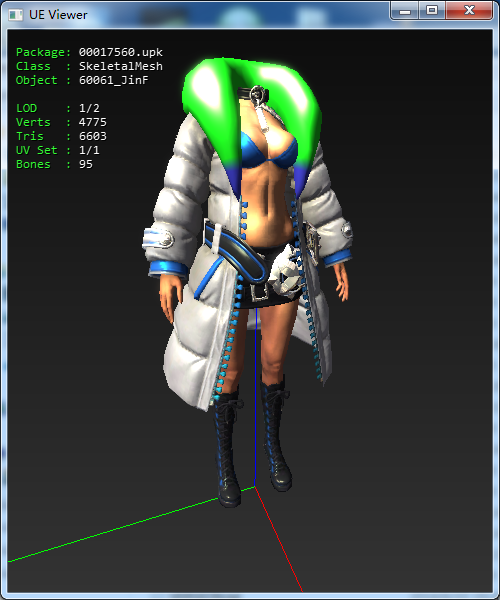 UE Viewer
Package: 00017560.upk
Class : SkeletalMesh
Object : 60061_JinF
LOD : 1/2
Verts : 4775
Tris : 6603
UV Set : 1/1
Bones : 95